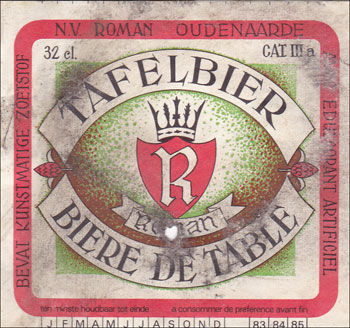 N.V. ROMAN OUDENAARDE
32 cl.
CAT. III a
TAFELBIER
R
Roman
BIERE DE TABLE
BEVAT KUNSTMATIGE ZOETSTOF
EDULCORANT ARTIFICIEL
ten minste houdbaar tot einde
a consommer de preference avant fin
J F M A M J J A S O N D 83 84 85